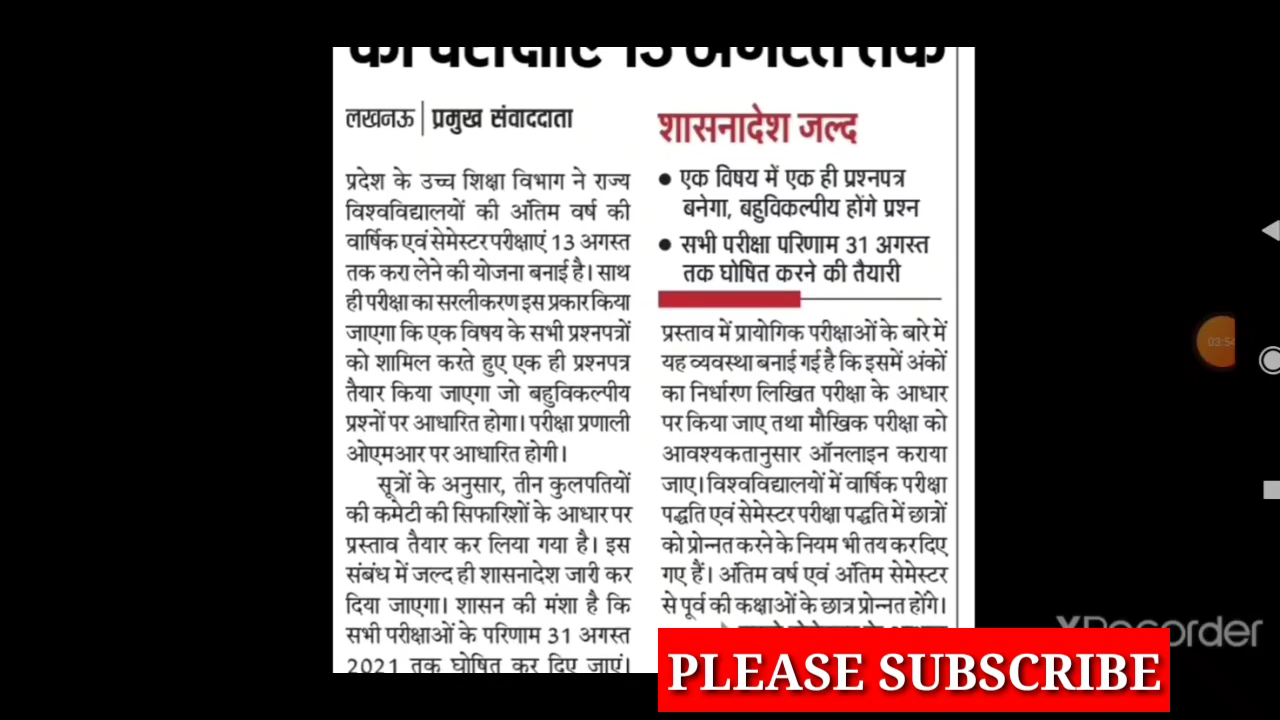 की परीक्षाएं 13 अगस्त तक
लखनऊ | प्रमुख संवाददाता
प्रदेश के उच्च शिक्षा विभाग ने राज्य
विश्वविद्यालयों की अंतिम वर्ष की
वार्षिक एवं सेमेस्टर परीक्षाएं 13 अगस्त
तक करा लेने की योजना बनाई है। साथ
ही परीक्षा का सरलीकरण इस प्रकार किया
जाएगा कि एक विषय के सभी प्रश्नपत्रों
को शामिल करते हुए एक ही प्रश्नपत्र
तैयार किया जाएगा जो बहुविकल्पीय
प्रश्नों पर आधारित होगा। परीक्षा प्रणाली
ओएमआर पर आधारित होगी।
सूत्रों के अनुसार, तीन कुलपतियों
की कमेटी की सिफारिशों के आधार पर
प्रस्ताव तैयार कर लिया गया है। इस
संबंध में जल्द ही शासनादेश जारी कर
दिया जाएगा। शासन की मंशा है कि
सभी परीक्षाओं के परिणाम 31 अगस्त
2021 तक घोषित कर दिए जाएं।
शासनादेश जल्द
● एक विषय में एक ही प्रश्नपत्र
बनेगा, बहुविकल्पीय होंगे प्रश्न
● सभी परीक्षा परिणाम 31 अगस्त
तक घोषित करने की तैयारी
प्रस्ताव में प्रायोगिक परीक्षाओं के बारे में
यह व्यवस्था बनाई गई है कि इसमें अंकों
का निर्धारण लिखित परीक्षा के आधार
पर किया जाए तथा मौखिक परीक्षा को
आवश्यकतानुसार ऑनलाइन कराया
जाए। विश्वविद्यालयों में वार्षिक परीक्षा
पद्धति एवं सेमेस्टर परीक्षा पद्धति में छात्रों
को प्रोन्नत करने के नियम भी तय कर दिए
गए हैं। अंतिम वर्ष एवं अंतिम सेमेस्टर
से पूर्व की कक्षाओं के छात्र प्रोन्नत होंगे।
PLEASE SUBSCRIBE
03:54
XRecorder